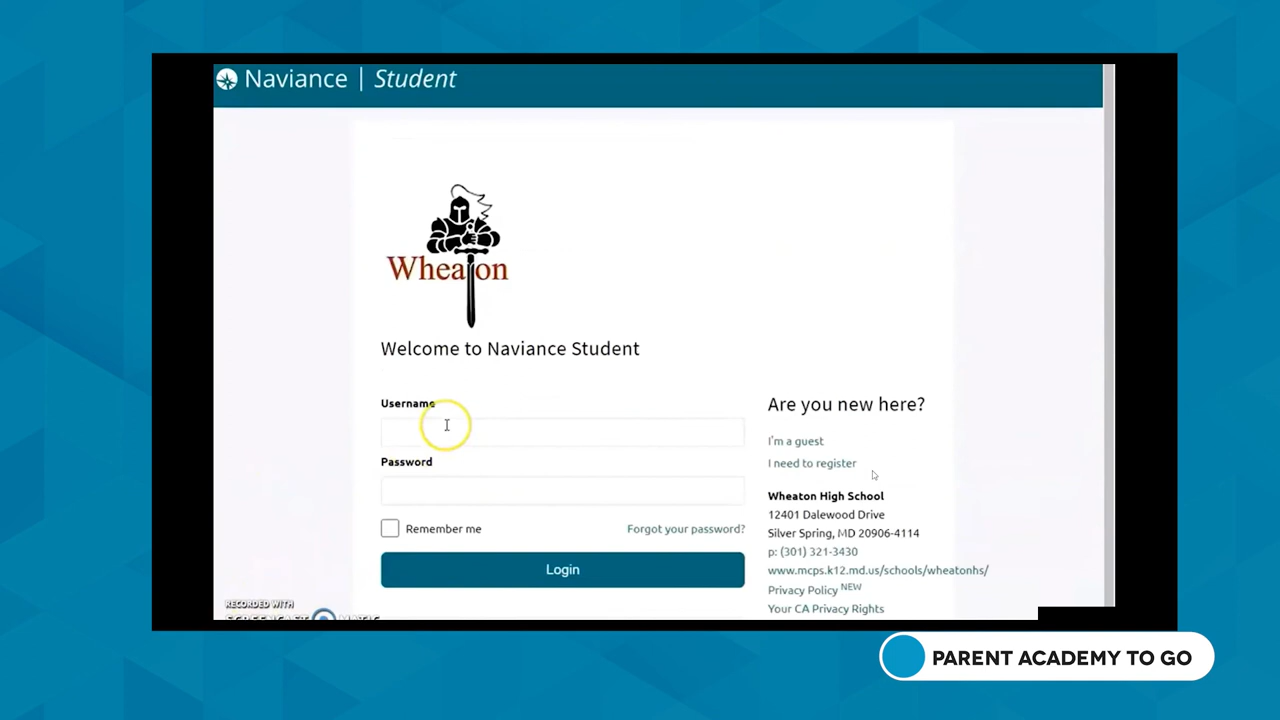 Naviance | Student
Wheaton
Welcome to Naviance Student
Username
Password
Remember me
Forgot your password?
Login
Are you new here?
I'm a guest
I need to register
Wheaton High School
12401 Dalewood Drive
Silver Spring, MD 20906-4114
p: (301) 321-3430
www.mcps.k12.md.us/schools/wheatonhs/
Privacy Policy NEW
Your CA Privacy Rights
RECORDED WITH
SCREENCAST MATIC
PARENT ACADEMY TO GO